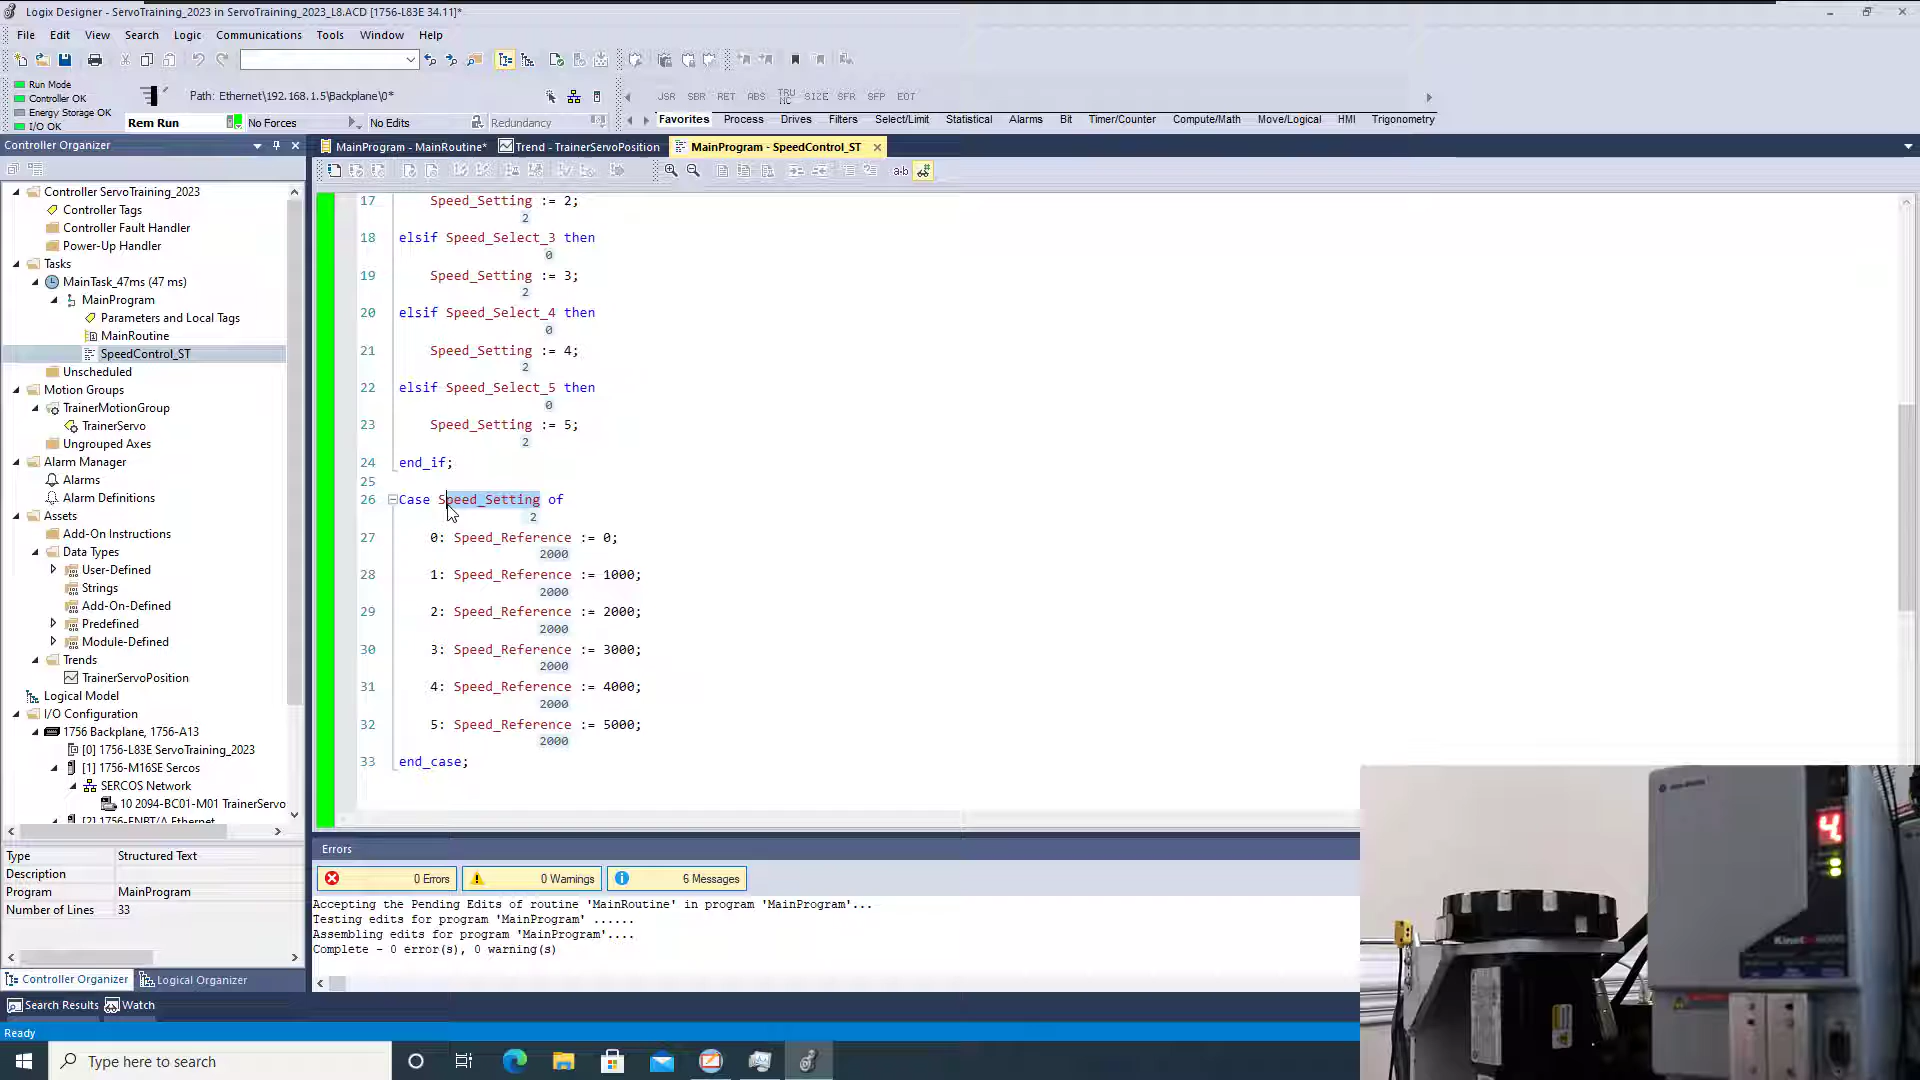 Logix Designer - ServoTraining_2023 in ServoTraining_2023_L8.ACD [1756-L83E 34.11]*
File Edit View Search Logic Communications Tools Window Help
Run Mode
Controller OK
Energy Storage OK
I/O OK
Path: Ethernet\192.168.1.5\Backplane\0*
Rem Run No Forces No Edits Redundancy
JSR SBR RET ABS TRUNC SIZE SFR SFP EOT
Favorites Process Drives Filters Select/Limit Statistical Alarms Bit Timer/Counter Compute/Math Move/Logical HMI Trigonometry
Controller Organizer
MainProgram - MainRoutine* Trend - TrainerServoPosition MainProgram - SpeedControl_ST
Controller ServoTraining_2023
Controller Tags
Controller Fault Handler
Power-Up Handler
Tasks
MainTask_47ms (47 ms)
MainProgram
Parameters and Local Tags
MainRoutine
SpeedControl_ST
Unscheduled
Motion Groups
TrainerMotionGroup
TrainerServo
Ungrouped Axes
Alarm Manager
Alarms
Alarm Definitions
Assets
Add-On Instructions
Data Types
User-Defined
Strings
Add-On-Defined
Predefined
Module-Defined
Trends
TrainerServoPosition
Logical Model
I/O Configuration
1756 Backplane, 1756-A13
[0] 1756-L83E ServoTraining_2023
[1] 1756-M16SE Sercos
SERCOS Network
10 2094-BC01-M01 TrainerServo
[2] 1756-ENBT/A Ethernet
Type Structured Text
Description
Program MainProgram
Number of Lines 33
Controller Organizer Logical Organizer
Search Results Watch
Ready
17 Speed_Setting := 2;
2
18 elsif Speed_Select_3 then
0
19 Speed_Setting := 3;
2
20 elsif Speed_Select_4 then
0
21 Speed_Setting := 4;
2
22 elsif Speed_Select_5 then
0
23 Speed_Setting := 5;
2
24 end_if;
25
26 Case Speed_Setting of
2
27 0: Speed_Reference := 0;
2000
28 1: Speed_Reference := 1000;
2000
29 2: Speed_Reference := 2000;
2000
30 3: Speed_Reference := 3000;
2000
31 4: Speed_Reference := 4000;
2000
32 5: Speed_Reference := 5000;
2000
33 end_case;
Errors
0 Errors 0 Warnings 6 Messages
Accepting the Pending Edits of routine 'MainRoutine' in program 'MainProgram'...
Testing edits for program 'MainProgram' ......
Assembling edits for program 'MainProgram'....
Complete - 0 error(s), 0 warning(s)
4
Type here to search